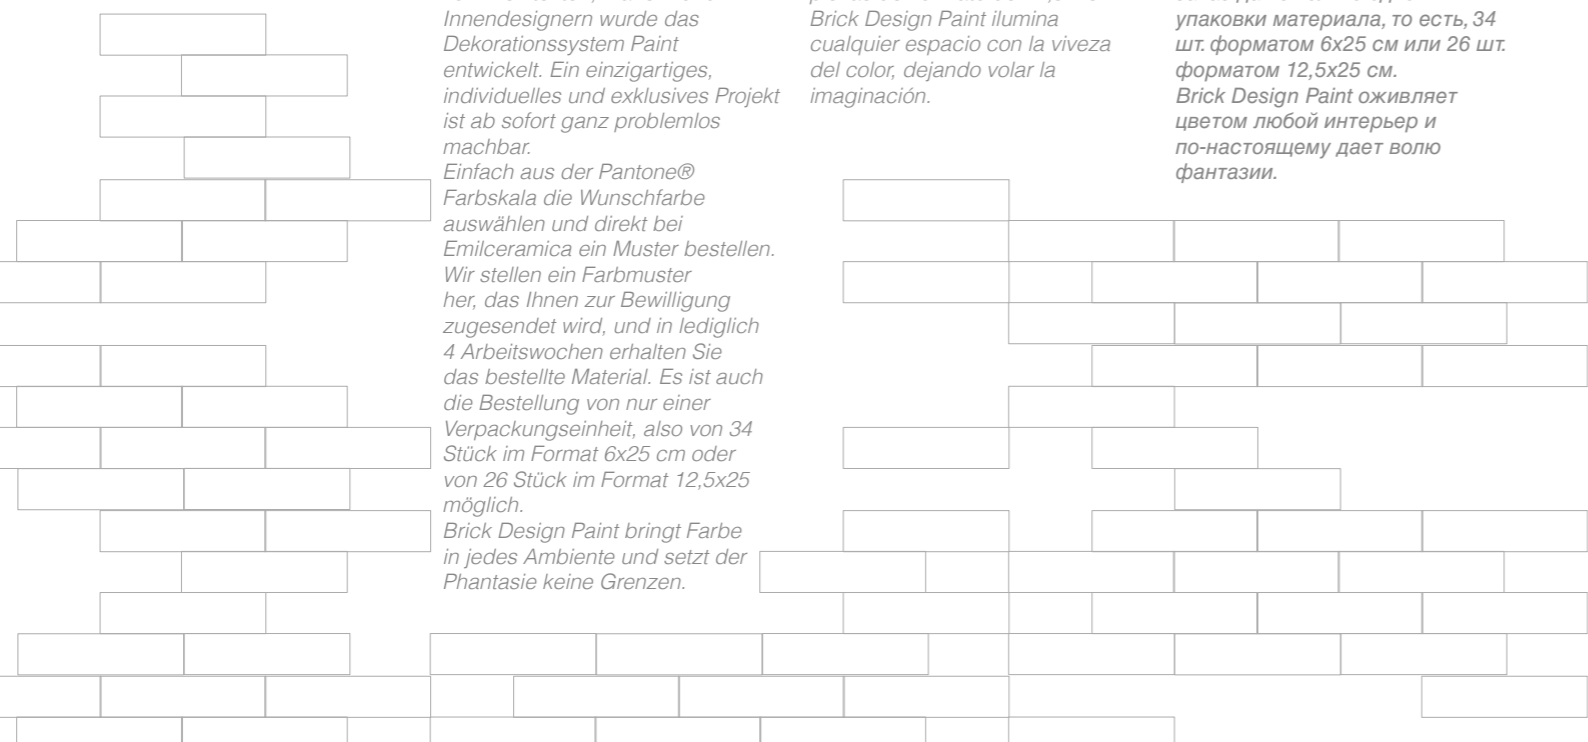 Innendesignern wurde das
Dekorationssystem Paint
entwickelt. Ein einzigartiges,
individuelles und exklusives Projekt
ist ab sofort ganz problemlos
machbar.
Einfach aus der Pantone®
Farbskala die Wunschfarbe
auswählen und direkt bei
Emilceramica ein Muster bestellen.
Wir stellen ein Farbmuster
her, das Ihnen zur Bewilligung
zugesendet wird, und in lediglich
4 Arbeitswochen erhalten Sie
das bestellte Material. Es ist auch
die Bestellung von nur einer
Verpackungseinheit, also von 34
Stück im Format 6x25 cm oder
von 26 Stück im Format 12,5x25
möglich.
Brick Design Paint bringt Farbe
in jedes Ambiente und setzt der
Phantasie keine Grenzen.
Brick Design Paint ilumina
cualquier espacio con la viveza
del color, dejando volar la
imaginación.
упаковки материала, то есть, 34
шт. форматом 6x25 см или 26 шт.
форматом 12,5x25 см.
Brick Design Paint оживляет
цветом любой интерьер и
по-настоящему дает волю
фантазии.